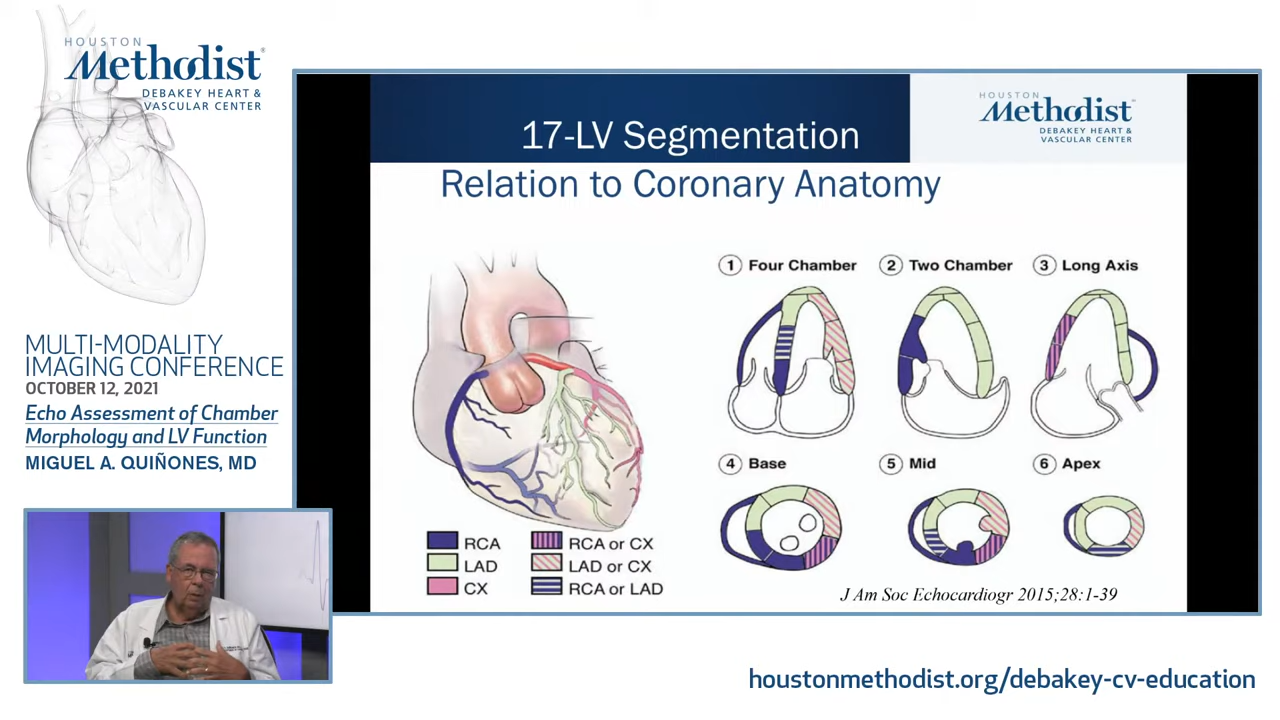 HOUSTON
Methodist
DEBAKEY HEART &
VASCULAR CENTER
MULTI-MODALITY
IMAGING CONFERENCE
OCTOBER 12, 2021
Echo Assessment of Chamber
Morphology and LV Function
MIGUEL A. QUIÑONES, MD
17-LV Segmentation
Relation to Coronary Anatomy
HOUSTON
Methodist
DEBAKEY HEART &
VASCULAR CENTER
1 Four Chamber
2 Two Chamber
3 Long Axis
4 Base
5 Mid
6 Apex
RCA
LAD
CX
RCA or CX
LAD or CX
RCA or LAD
J Am Soc Echocardiogr 2015;28:1-39
houstonmethodist.org/debakey-cv-education